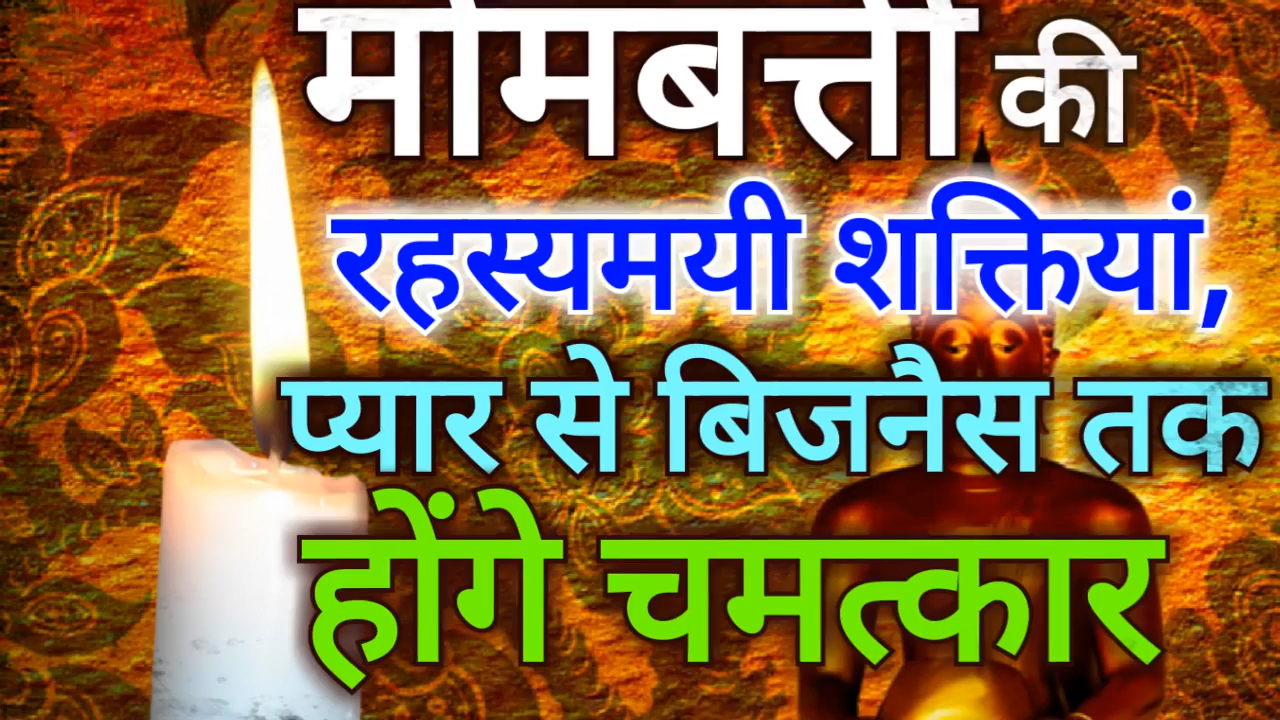 मोमबत्ती की
रहस्यमयी शक्तियां,
प्यार से बिजनैस तक
होंगे चमत्कार